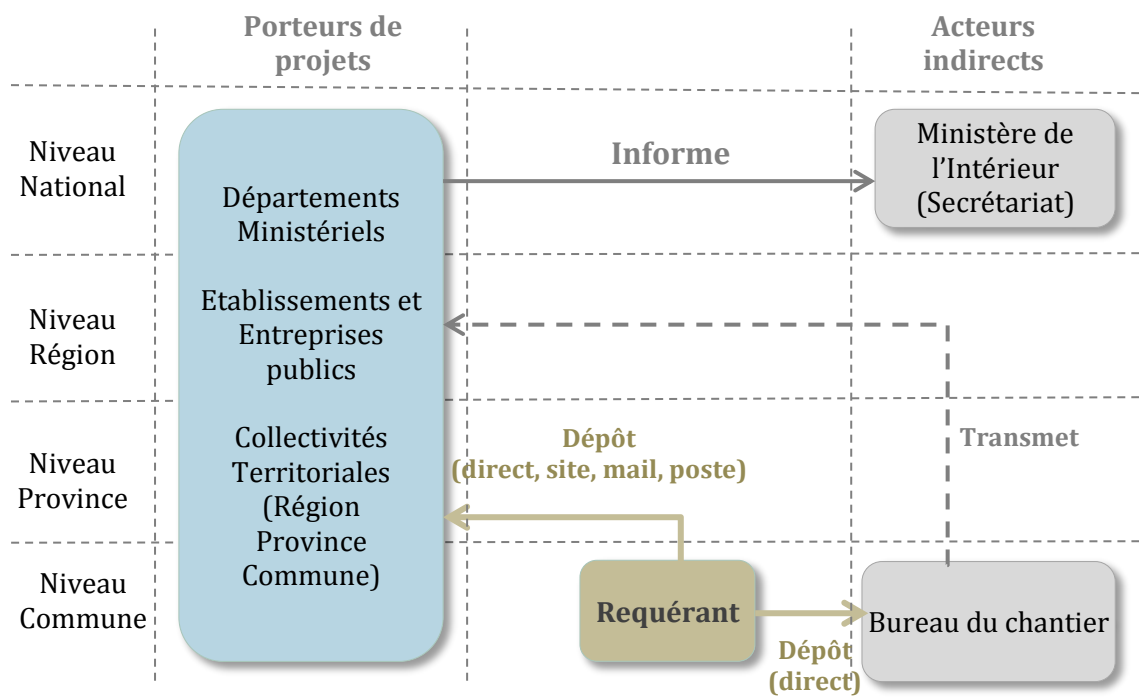 Porteurs de
projets
Acteurs
indirects
Niveau
National
Départements
Ministériels
Informe
Ministère de
l'Intérieur
(Secrétariat)
Niveau
Région
Etablissements et
Entreprises
publics
Niveau
Province
Collectivités
Territoriales
(Région
Province
Commune)
Dépôt
(direct, site, mail, poste)
Transmet
Niveau
Commune
Requérant
Dépôt
(direct)
Bureau du chantier